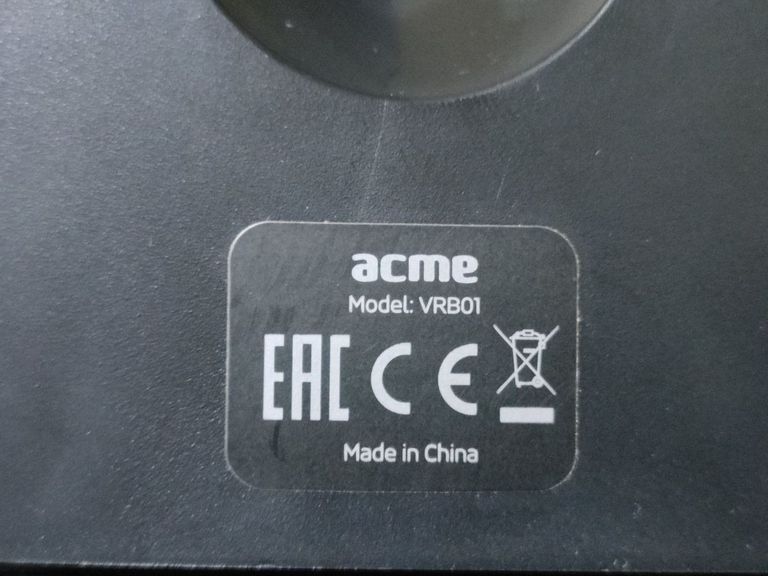 acme
Model: VRB01
EAC CE
Made in China